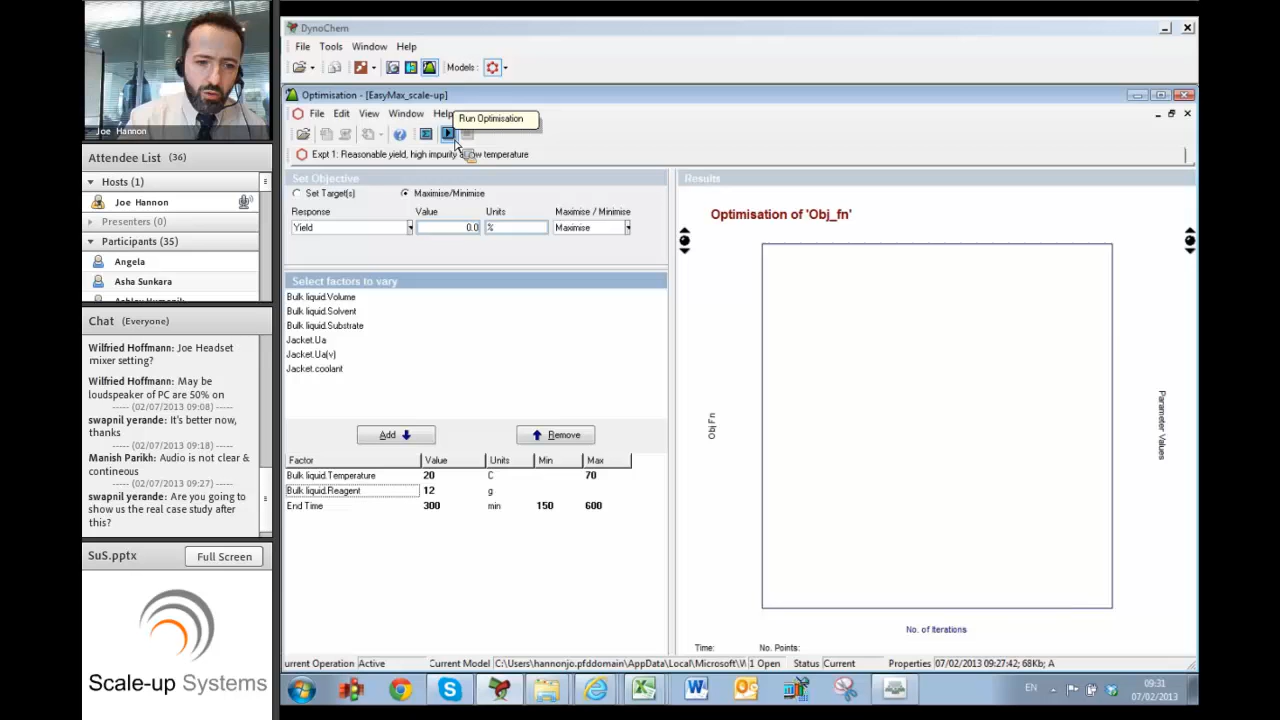 Joe Hannon
Attendee List (36)
Hosts (1)
Joe Hannon
Presenters (0)
Participants (35)
Angela
Asha Sunkara
Chat (Everyone)
Wilfried Hoffmann: Joe Headset
mixer setting?
Wilfried Hoffmann: May be
loudspeaker of PC are 50% on
----- (02/07/2013 09:08) -----
swapnil yerande: It's better now,
thanks
----- (02/07/2013 09:18) -----
Manish Parikh: Audio is not clear &
contineous
----- (02/07/2013 09:27) -----
swapnil yerande: Are you going to
show us the real case study after
this?
SuS.pptx
Full Screen
Scale-up Systems
DynoChem
File Tools Window Help
Models:
Optimisation - [EasyMax_scale-up]
File Edit View Window Help
Run Optimisation
Expt 1: Reasonable yield, high impurity temperature
Set Objective
Set Target(s) Maximise/Minimise
Response Value Units Maximise / Minimise
Yield 0.0 % Maximise
Select factors to vary
Bulk liquid.Volume
Bulk liquid.Solvent
Bulk liquid.Substrate
Jacket.Ua
Jacket.Ua(v)
Jacket.coolant
Add Remove
Factor Value Units Min Max
Bulk liquid.Temperature 20 C 70
Bulk liquid.Reagent 12 g
End Time 300 min 150 600
Results
Optimisation of 'Obj_fn'
Obj Fn
Parameter Values
No. of Iterations
Time: No. Points:
urrent Operation Active Current Model C:\Users\hannonjo.pfddomain\AppData\Local\Microsoft\W 1 Open Status Current Properties 07/02/2013 09:27:42; 68Kb; A
EN
09:31
07/02/2013